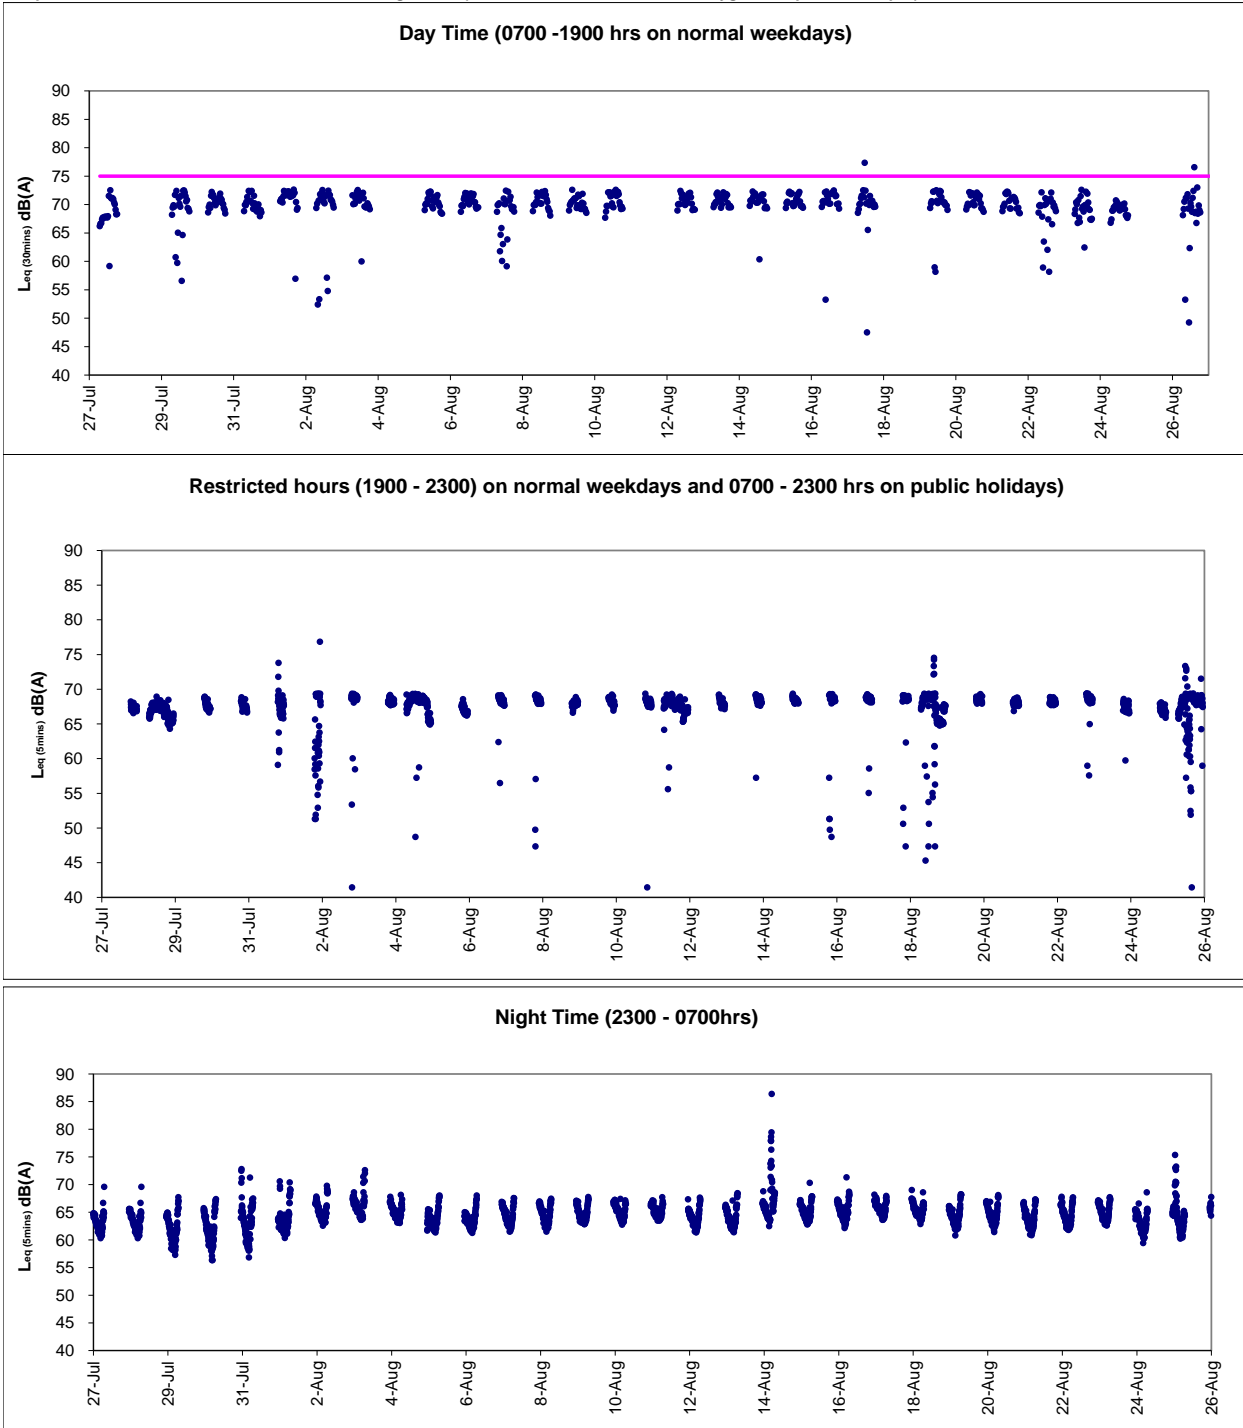 Day Time (0700 -1900 hrs on normal weekdays)
Leq (30mins) dB(A)
90
85
80
75
70
65
60
55
50
45
40
27-Jul
29-Jul
31-Jul
2-Aug
4-Aug
6-Aug
8-Aug
10-Aug
12-Aug
14-Aug
16-Aug
18-Aug
20-Aug
22-Aug
24-Aug
26-Aug
Restricted hours (1900 - 2300) on normal weekdays and 0700 - 2300 hrs on public holidays)
Leq (5mins) dB(A)
90
85
80
75
70
65
60
55
50
45
40
27-Jul
29-Jul
31-Jul
2-Aug
4-Aug
6-Aug
8-Aug
10-Aug
12-Aug
14-Aug
16-Aug
18-Aug
20-Aug
22-Aug
24-Aug
26-Aug
Night Time (2300 - 0700hrs)
Leq (5mins) dB(A)
90
85
80
75
70
65
60
55
50
45
40
27-Jul
29-Jul
31-Jul
2-Aug
4-Aug
6-Aug
8-Aug
10-Aug
12-Aug
14-Aug
16-Aug
18-Aug
20-Aug
22-Aug
24-Aug
26-Aug